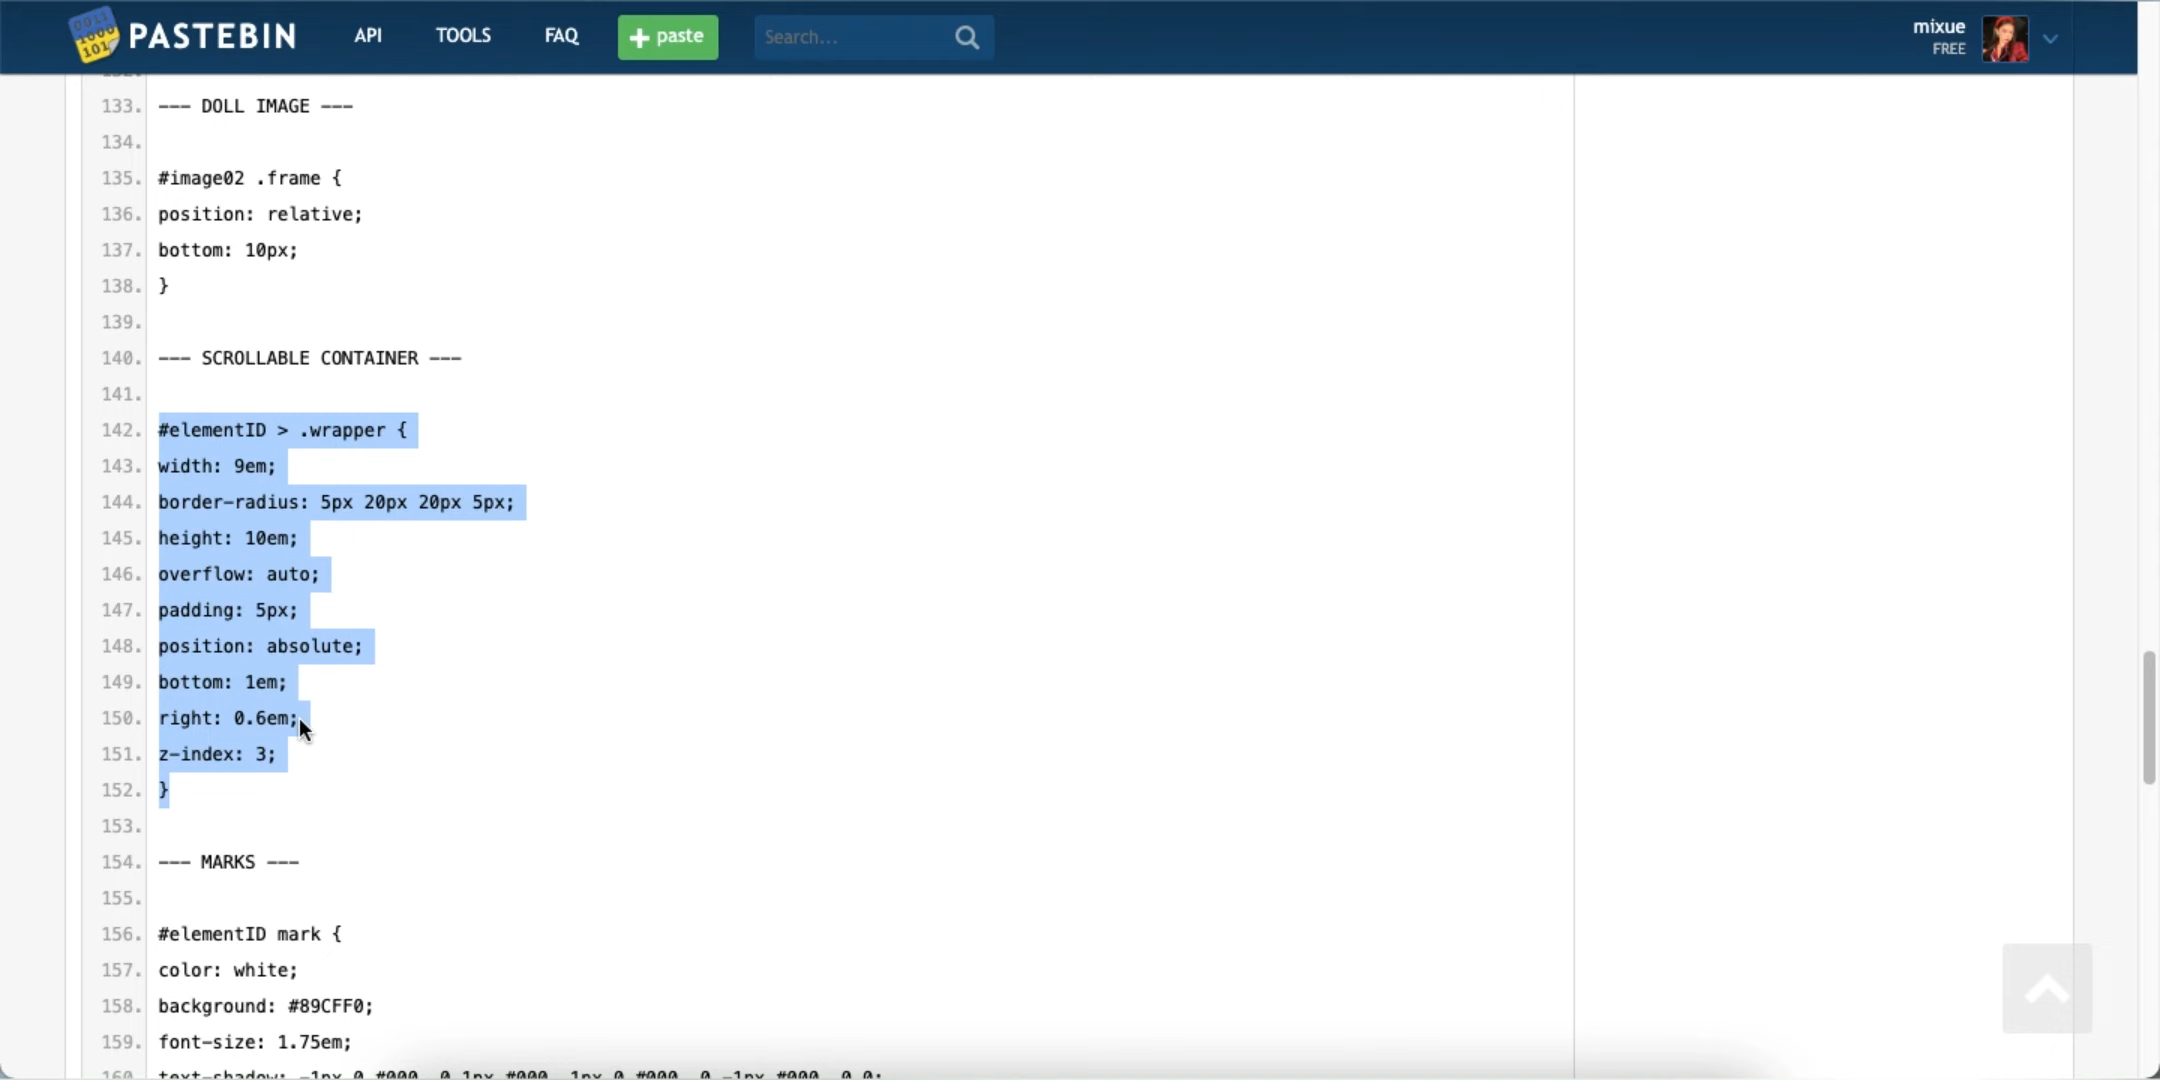 PASTEBIN API TOOLS FAQ + paste Search... mixue
FREE
133. --- DOLL IMAGE ---
134.
135. #image02 .frame {
136. position: relative;
137. bottom: 10px;
138. }
139.
140. --- SCROLLABLE CONTAINER ---
141.
142. #elementID > .wrapper {
143. width: 9em;
144. border-radius: 5px 20px 20px 5px;
145. height: 10em;
146. overflow: auto;
147. padding: 5px;
148. position: absolute;
149. bottom: 1em;
150. right: 0.6em;
151. z-index: 3;
152. }
153.
154. --- MARKS ---
155.
156. #elementID mark {
157. color: white;
158. background: #89CFF0;
159. font-size: 1.75em;
160. text-shadow: -1px 0 #000, 0 1px #000, 1px 0 #000, 0 -1px #000, 0 0;